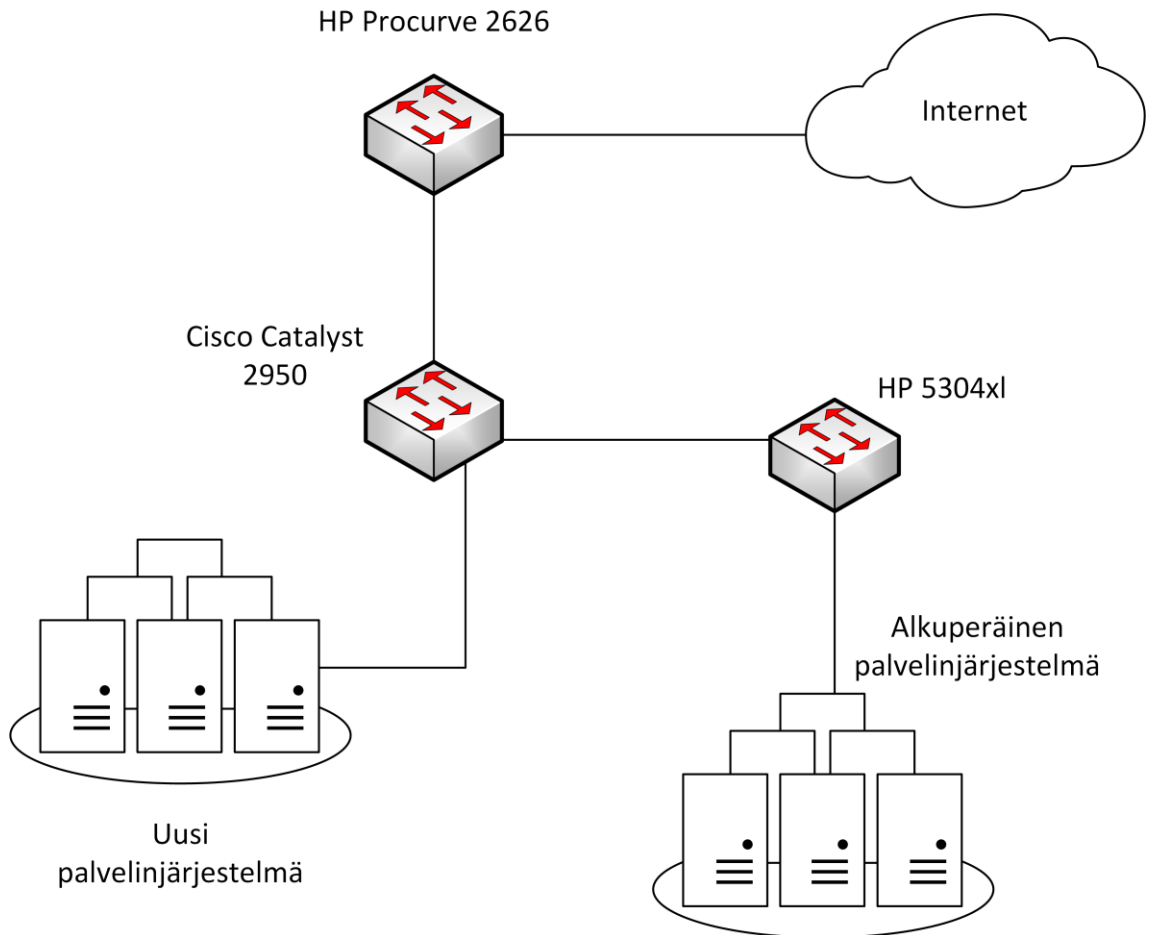 HP Procurve 2626
Internet
Cisco Catalyst
2950
HP 5304xl
Alkuperäinen
palvelinjärjestelmä
Uusi
palvelinjärjestelmä